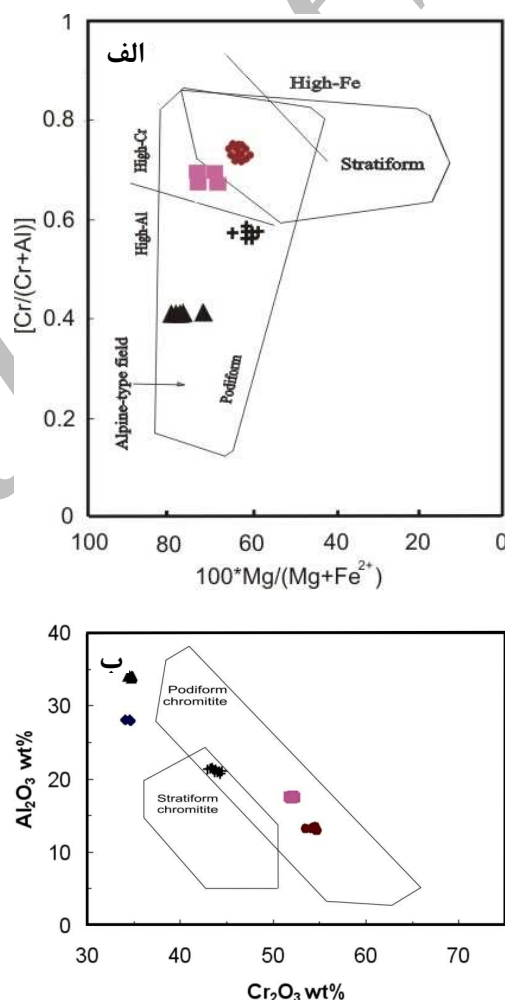 الف
1
0.8
0.6
0.4
0.2
0
[Cr/(Cr+Al)]
High-Fe
Stratiform
High-Cr
High-Al
Alpine-type field
Podiform
100 80 60 40 20 0
100*Mg/(Mg+Fe²⁺)
ب
40
30
20
10
0
Al₂O₃ wt%
Podiform
chromitite
Stratiform
chromitite
30 40 50 60 70
Cr₂O₃ wt%